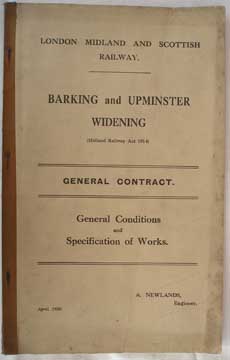 LONDON MIDLAND AND SCOTTISH
RAILWAY.
BARKING and UPMINSTER
WIDENING
(Midland Railway Act 1914)
GENERAL CONTRACT.
General Conditions
and
Specification of Works.
A. NEWLANDS,
Engineer.
April